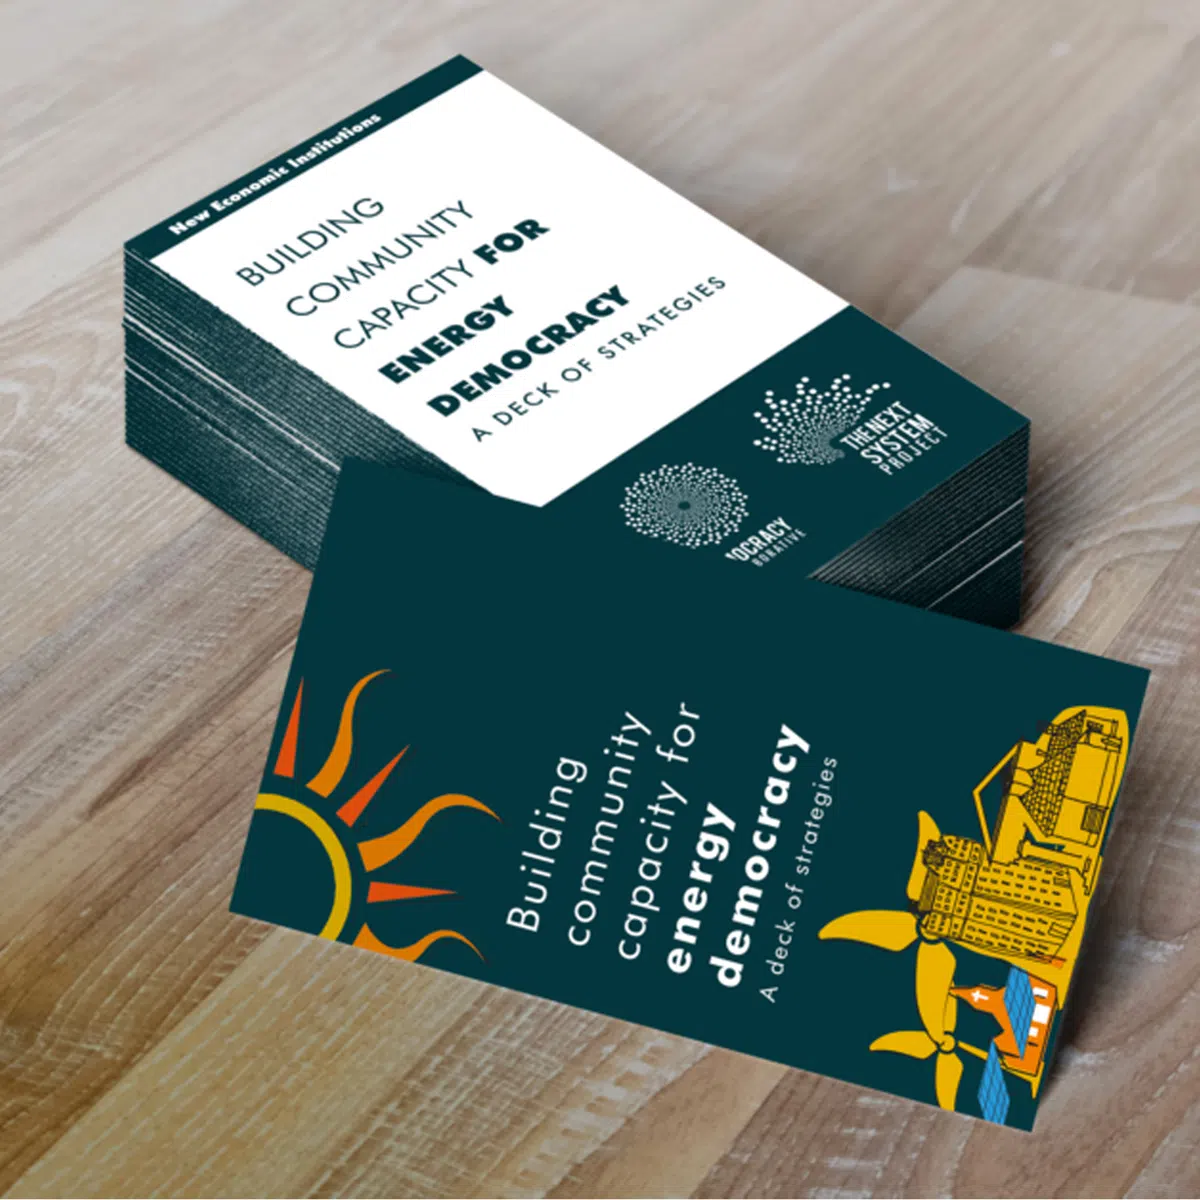 New Economic Institutions
BUILDING
COMMUNITY
CAPACITY FOR
ENERGY
DEMOCRACY
A DECK OF STRATEGIES
THE NEXT
SYSTEM
PROJECT
Building
community
capacity for
energy
democracy
A deck of strategies